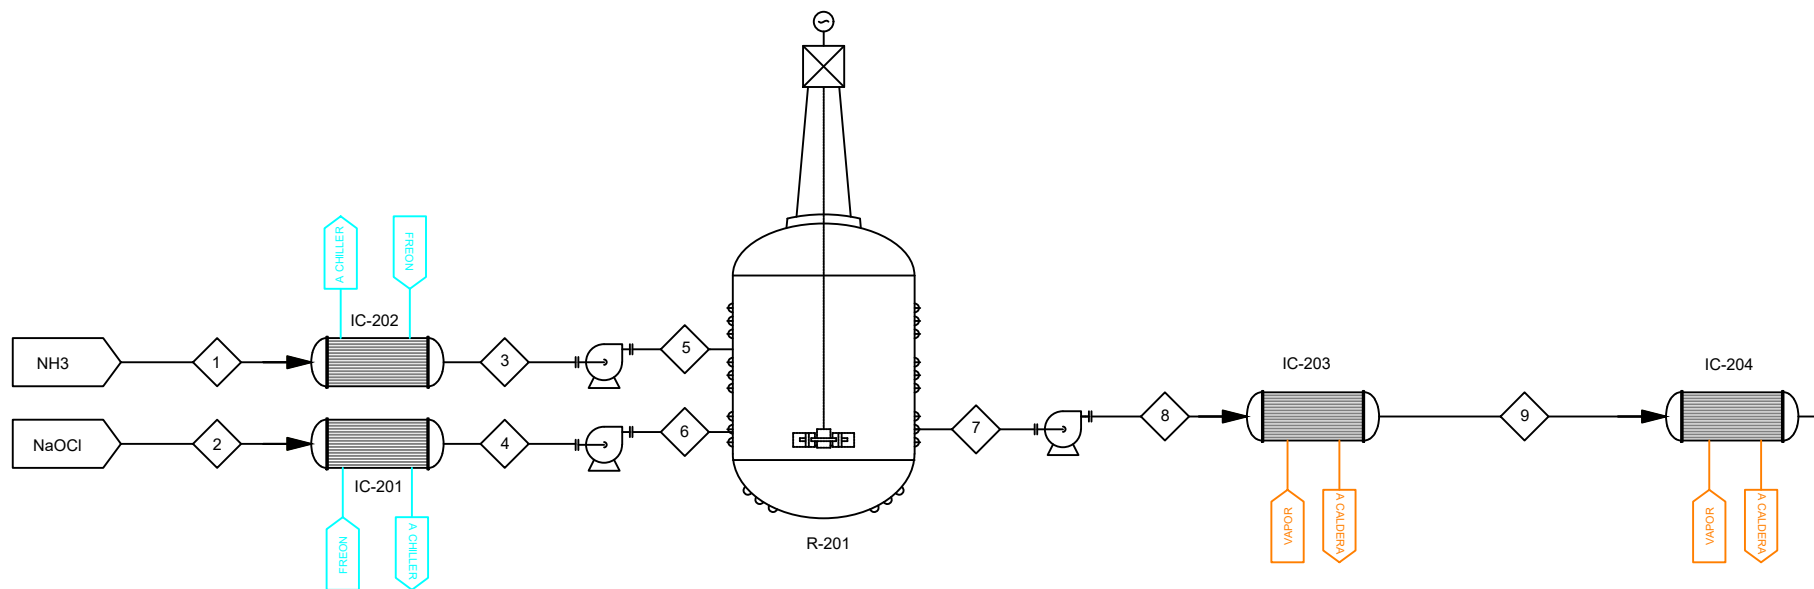 A CHILLER
FREON
IC-202
NH3
1
3
5
NaOCl
2
4
6
IC-201
FREON
A CHILLER
R-201
7
8
IC-203
9
IC-204
VAPOR
A CALDERA
VAPOR
A CALDERA